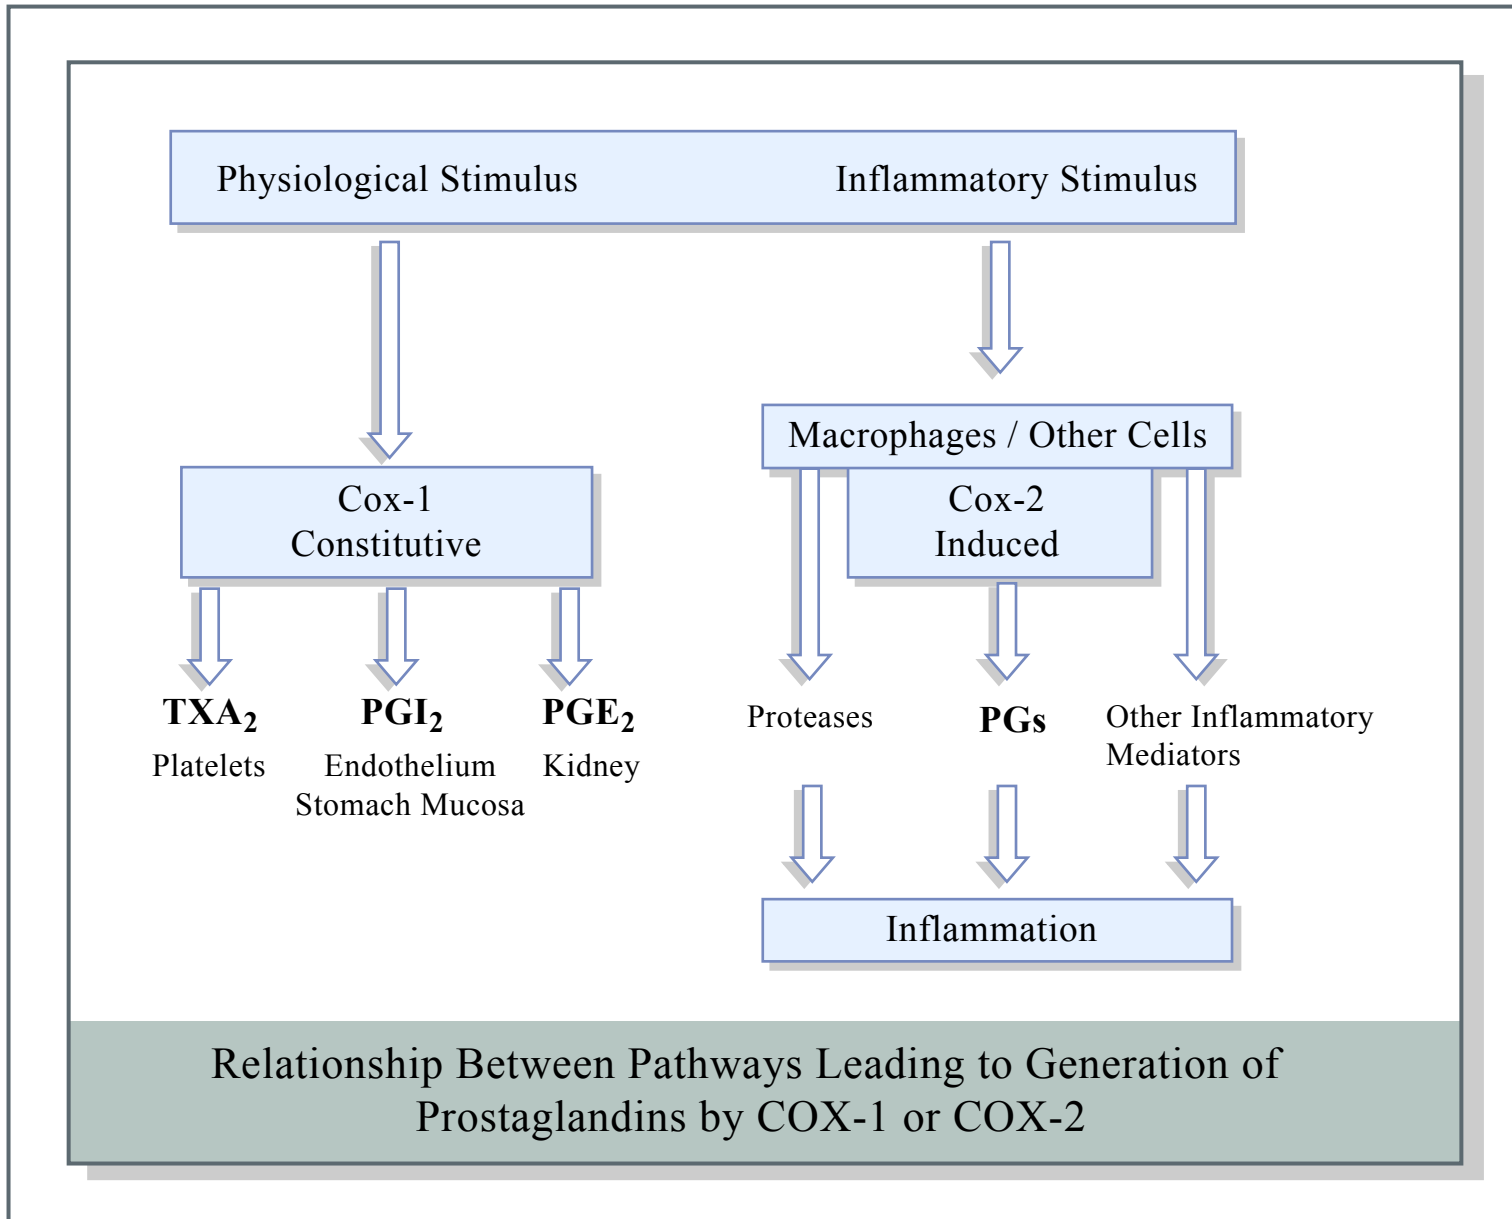 Physiological Stimulus
Inflammatory Stimulus
Cox-1
Constitutive
Macrophages / Other Cells
Cox-2
Induced
TXA₂
Platelets
PGI₂
Endothelium
Stomach Mucosa
PGE₂
Kidney
Proteases
PGs
Other Inflammatory
Mediators
Inflammation
Relationship Between Pathways Leading to Generation of
Prostaglandins by COX-1 or COX-2